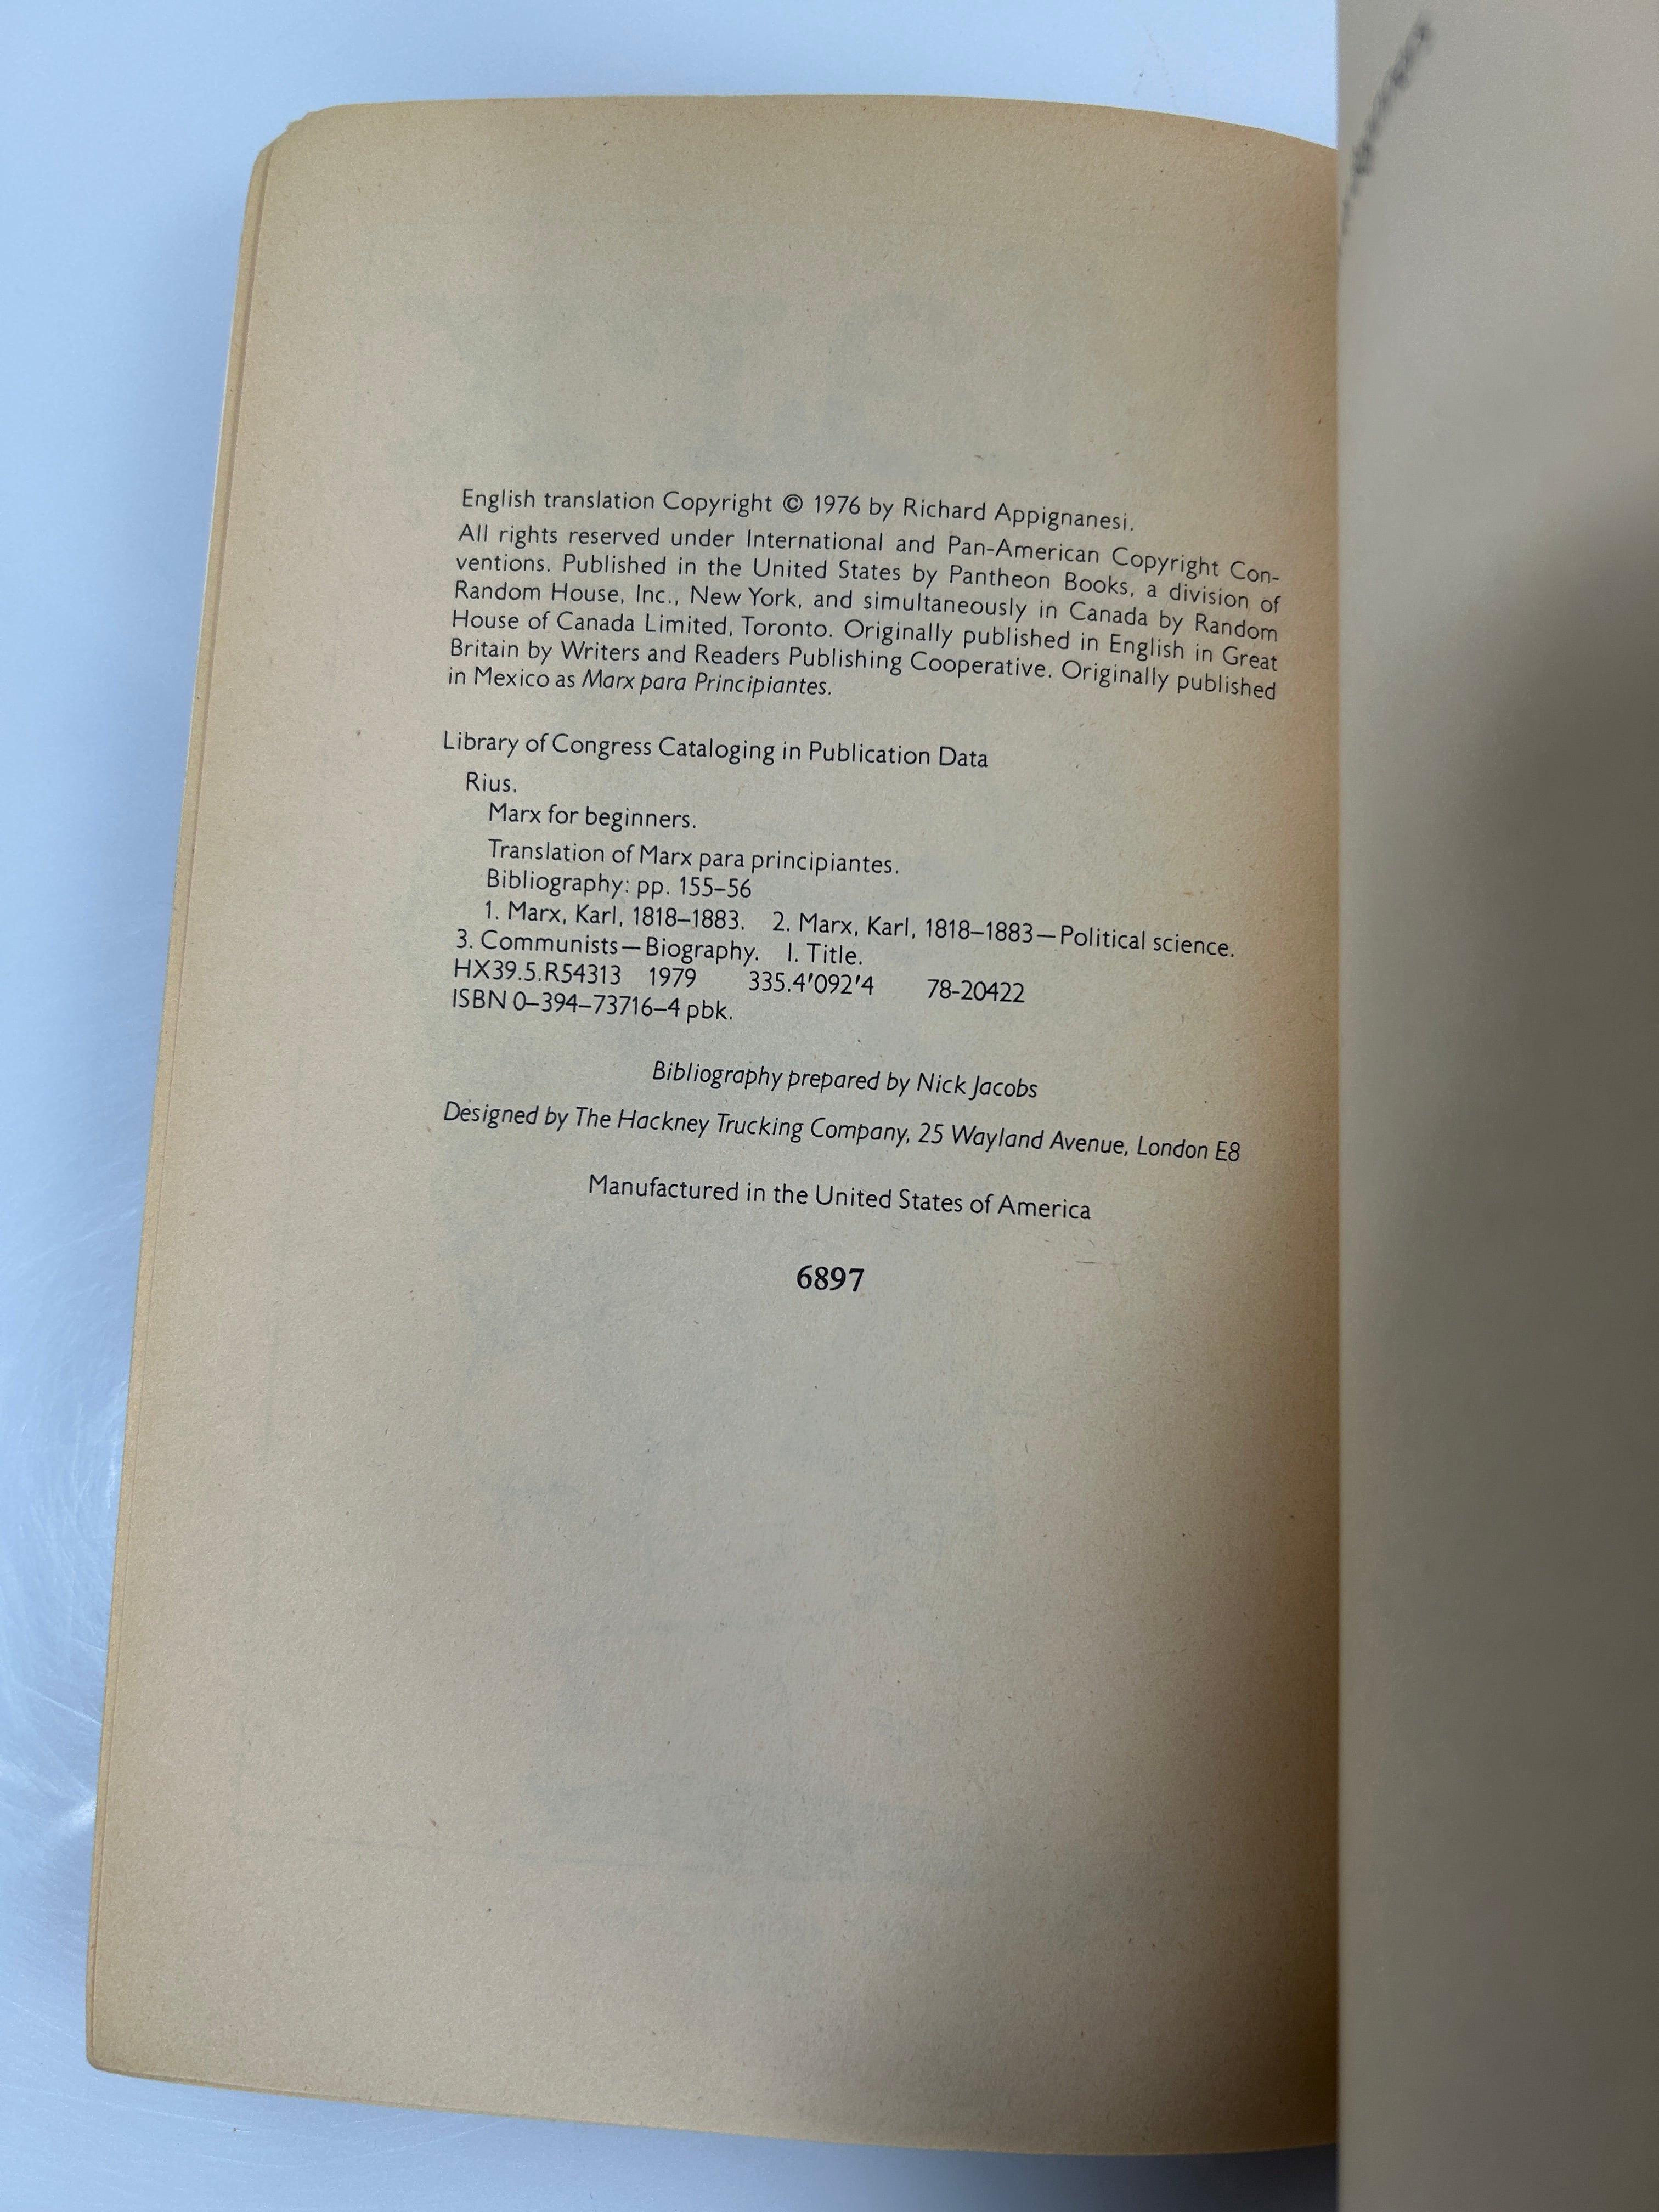 English translation Copyright © 1976 by Richard Appignanesi.
All rights reserved under International and Pan-American Copyright Con-
ventions. Published in the United States by Pantheon Books, a division of
Random House, Inc., New York, and simultaneously in Canada by Random
House of Canada Limited, Toronto. Originally published in English in Great
Britain by Writers and Readers Publishing Cooperative. Originally published
in Mexico as Marx para Principiantes.
Library of Congress Cataloging in Publication Data
Rius.
Marx for beginners.
Translation of Marx para principiantes.
Bibliography: pp. 155–56
1. Marx, Karl, 1818–1883. 2. Marx, Karl, 1818–1883—Political science.
3. Communists—Biography. I. Title.
HX39.5.R54313 1979 335.4'092'4 78-20422
ISBN 0–394–73716–4 pbk.
Bibliography prepared by Nick Jacobs
Designed by The Hackney Trucking Company, 25 Wayland Avenue, London E8
Manufactured in the United States of America
6897